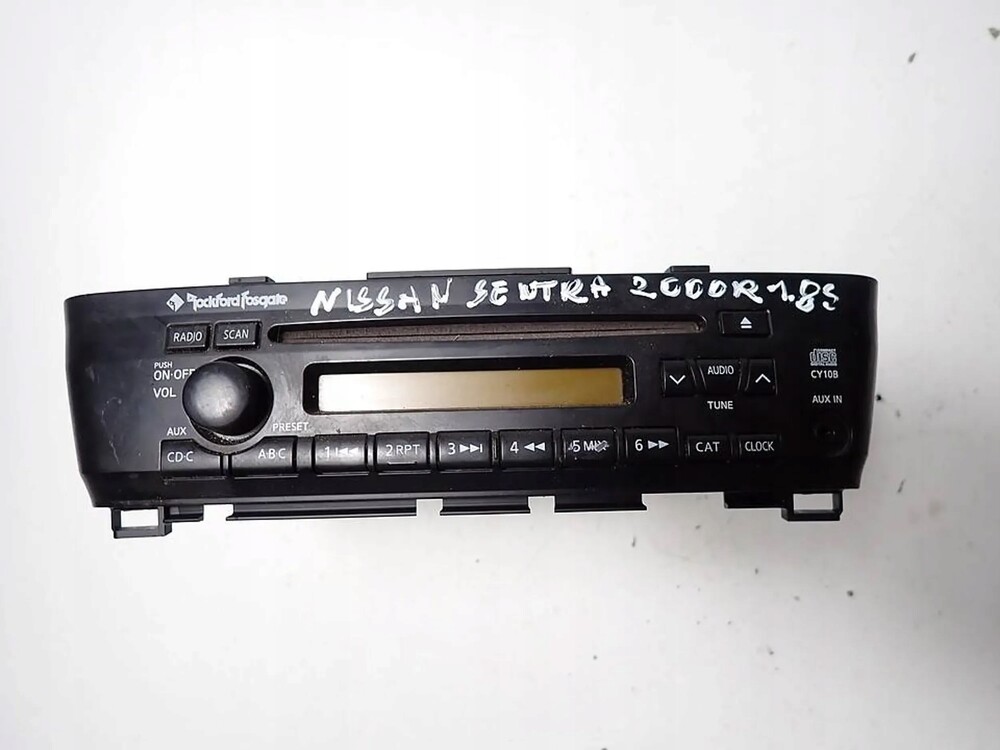 Rockford Fosgate
NISSAN SENTRA 2000R 1.8S
RADIO SCAN
PUSH
ON·OFF
VOL
AUDIO
TUNE
DISC
CY10B
AUX IN
AUX
PRESET
CD·C A·B·C 1 2 RPT 3 4 5 MIX 6 CAT CLOCK